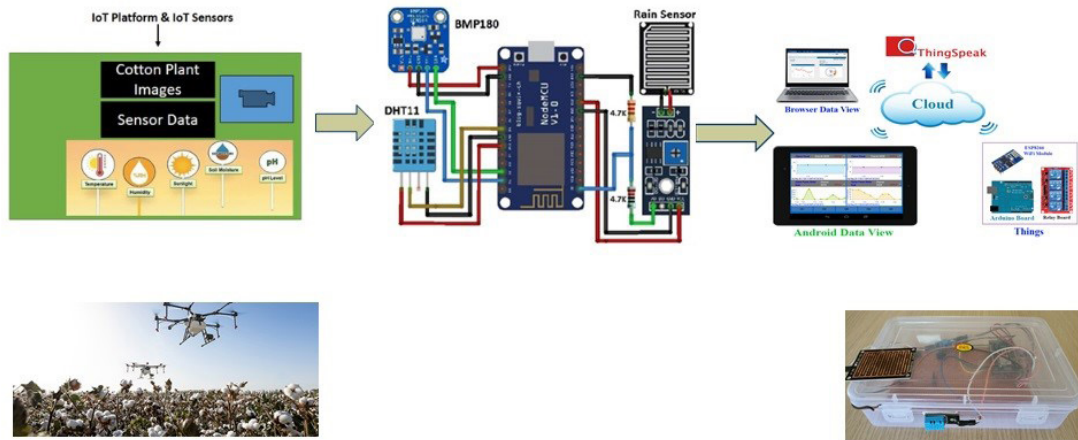 IoT Platform & IoT Sensors
Cotton Plant
Images
Sensor Data
Temperature
Humidity
Sunlight
Soil Moisture
pH
pH Level
BMP180
DHT11
NodeMCU
V1.0
Rain Sensor
4.7K
4.7K
ThingSpeak
Cloud
Browser Data View
Android Data View
ESP8266
WiFi Module
Arduino Board
Relay Board
Things